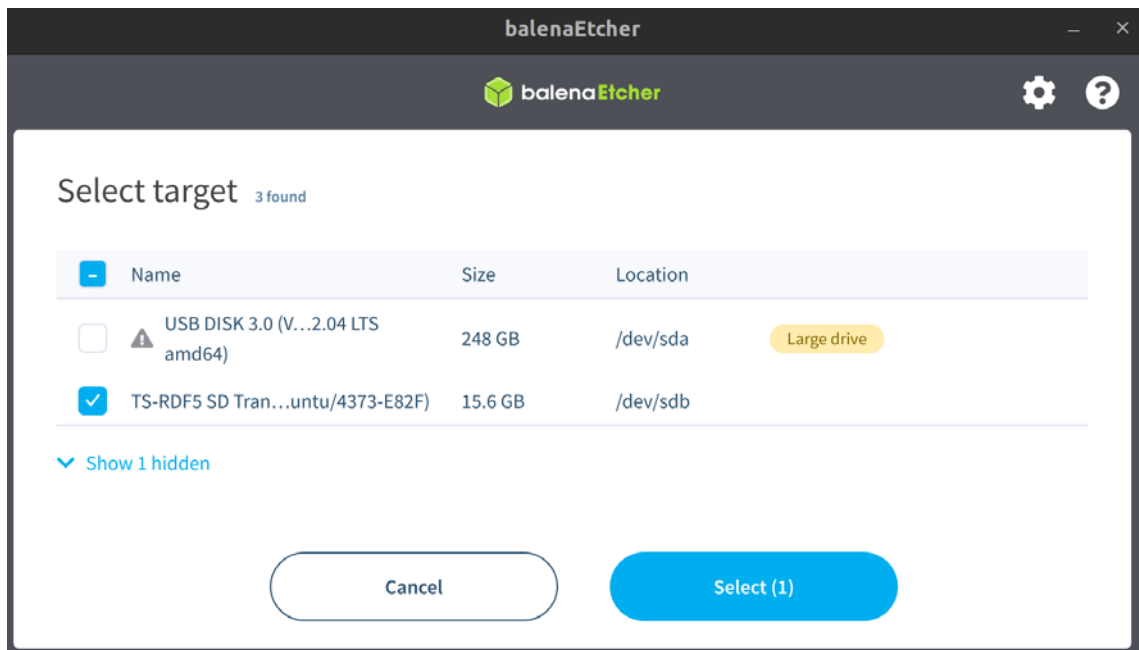 balenaEtcher
balenaEtcher
Select target 3 found
Name Size Location
USB DISK 3.0 (V...2.04 LTS
amd64) 248 GB /dev/sda Large drive
TS-RDF5 SD Tran...untu/4373-E82F) 15.6 GB /dev/sdb
Show 1 hidden
Cancel Select (1)